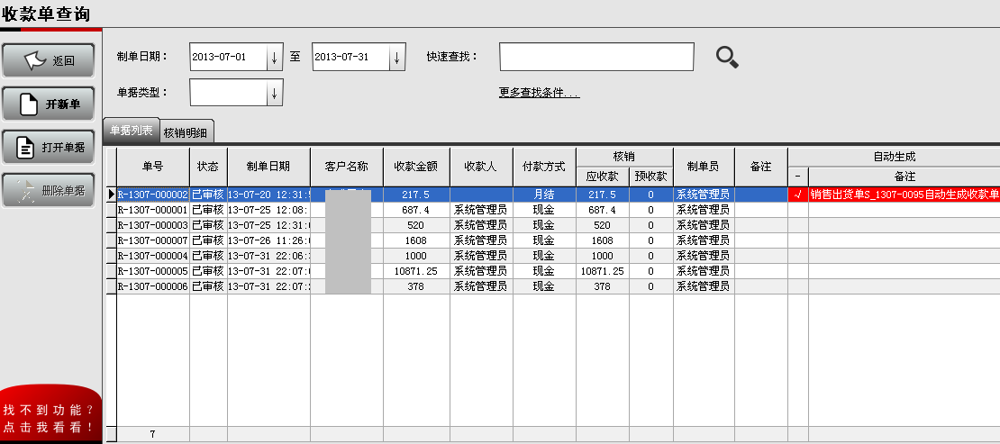 收款单查询
返回
开新单
打开单据
删除单据
找不到功能？
点击我看看！
制单日期： 2013-07-01 ↓ 至 2013-07-31 ↓ 快速查找：
单据类型： ↓ 更多查找条件...
单据列表 核销明细
单号 状态 制单日期 客户名称 收款金额 收款人 付款方式 核销 制单员 备注 自动生成
应收款 预收款 - 备注
R-1307-000002 已审核 13-07-20 12:31: 217.5 月结 217.5 0 系统管理员 √ 销售出货单S_1307-0095自动生成收款单
R-1307-000001 已审核 13-07-25 12:08: 687.4 系统管理员 现金 687.4 0 系统管理员
R-1307-000003 已审核 13-07-25 12:31: 520 系统管理员 现金 520 0 系统管理员
R-1307-000007 已审核 13-07-26 11:26: 1608 系统管理员 现金 1608 0 系统管理员
R-1307-000004 已审核 13-07-31 22:06: 1000 系统管理员 现金 1000 0 系统管理员
R-1307-000005 已审核 13-07-31 22:07: 10871.25 系统管理员 现金 10871.25 0 系统管理员
R-1307-000006 已审核 13-07-31 22:07: 378 系统管理员 现金 378 0 系统管理员
7